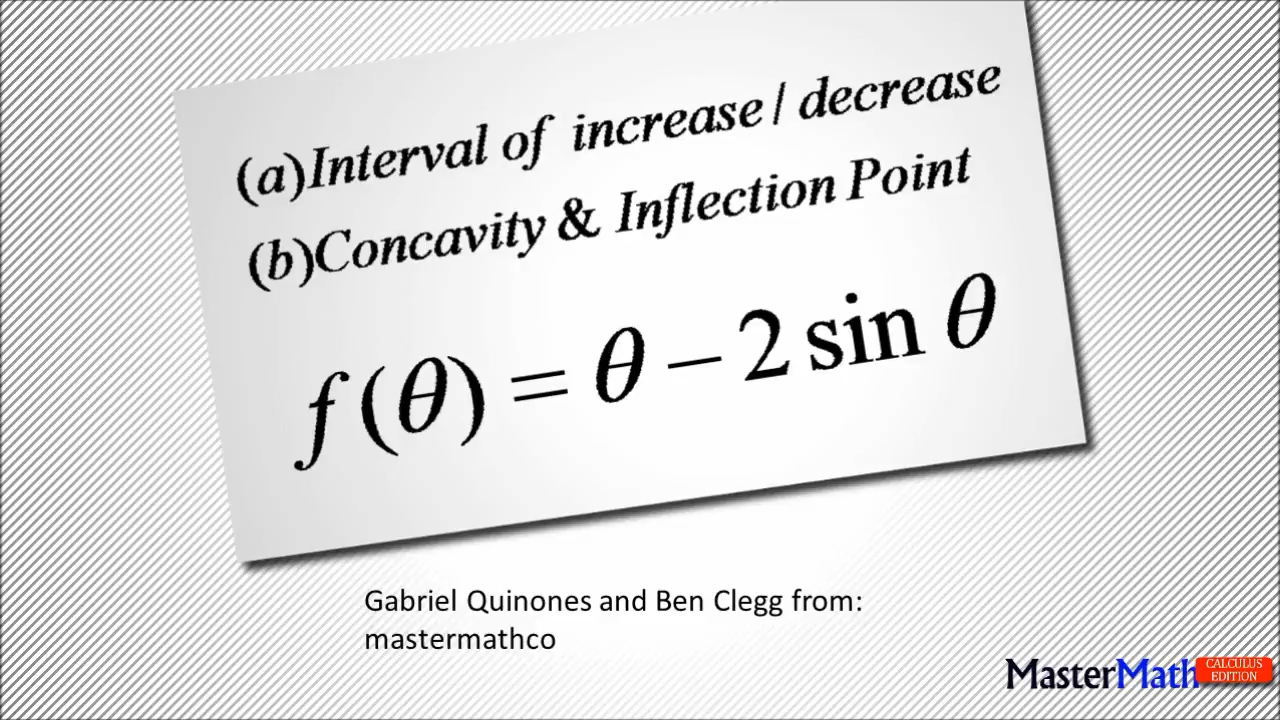 (a)Interval of increase / decrease
(b)Concavity & Inflection Point
f(θ) = θ – 2 sin θ
Gabriel Quinones and Ben Clegg from:
mastermathco
MasterMath CALCULUS
EDITION